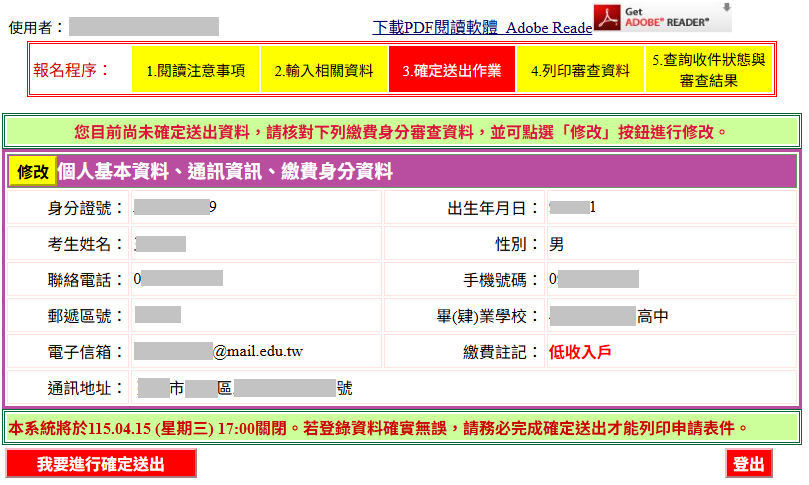 使用者：
下載PDF閱讀軟體 Adobe Reade
Get ADOBE® READER®
報名程序：
1.閱讀注意事項
2.輸入相關資料
3.確定送出作業
4.列印審查資料
5.查詢收件狀態與
審查結果
您目前尚未確定送出資料，請核對下列繳費身分審查資料，並可點選「修改」按鈕進行修改。
修改 個人基本資料、通訊資訊、繳費身分資料
身分證號： 9 出生年月日： 1
考生姓名： 性別： 男
聯絡電話： 0 手機號碼： 0
郵遞區號： 畢(肄)業學校： 高中
電子信箱： @mail.edu.tw 繳費註記： 低收入戶
通訊地址： 市 區 號
本系統將於115.04.15 (星期三) 17:00關閉。若登錄資料確實無誤，請務必完成確定送出才能列印申請表件。
我要進行確定送出 登出